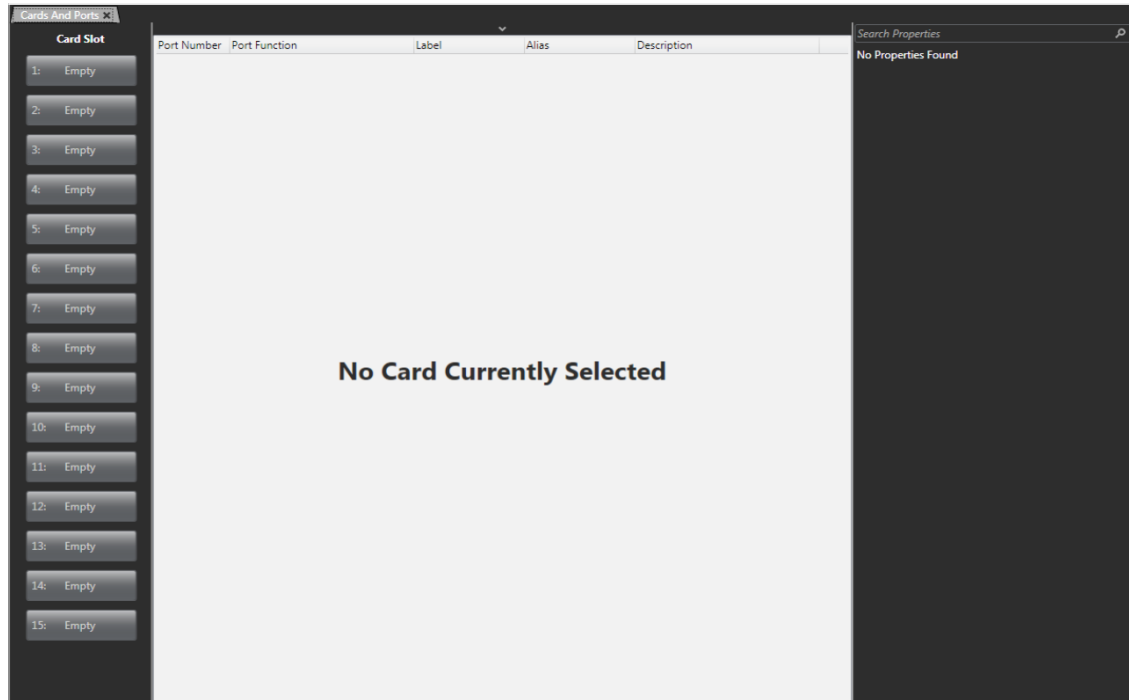 Cards And Ports
Card Slot
1: Empty
2: Empty
3: Empty
4: Empty
5: Empty
6: Empty
7: Empty
8: Empty
9: Empty
10: Empty
11: Empty
12: Empty
13: Empty
14: Empty
15: Empty
Port Number Port Function Label Alias Description
No Card Currently Selected
Search Properties
No Properties Found